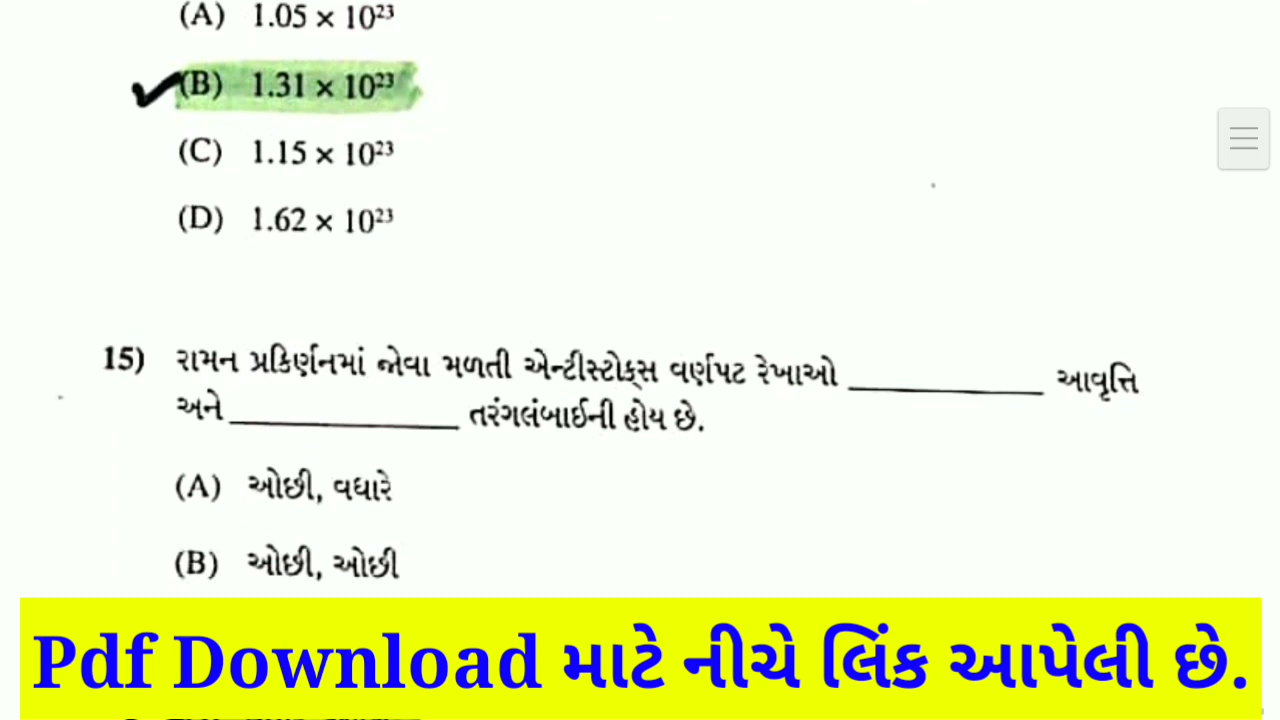 (A) 1.05 × 10²³
(B) 1.31 × 10²³
(C) 1.15 × 10²³
(D) 1.62 × 10²³
15) રામન પ્રકિર્ણનમાં જોવા મળતી એન્ટીસ્ટોક્સ વર્ણપટ રેખાઓ ____________ આવૃત્તિ
અને ______________ તરંગલંબાઈની હોય છે.
(A) ઓછી, વધારે
(B) ઓછી, ઓછી
Pdf Download માટે નીચે લિંક આપેલી છે.